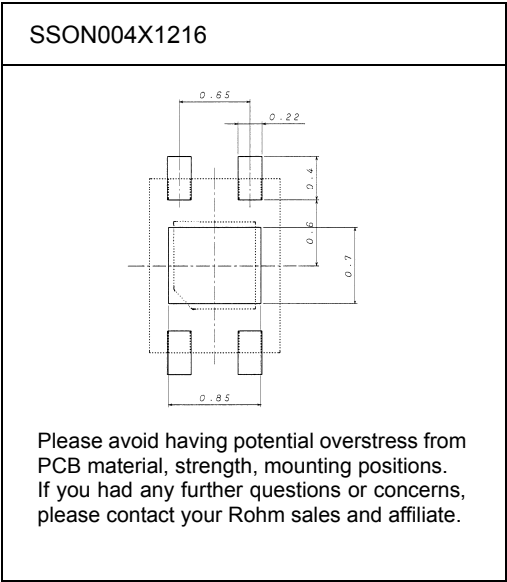 SSON004X1216
0.65
0.22
0.4
0.6
0.7
0.85
Please avoid having potential overstress from
PCB material, strength, mounting positions.
If you had any further questions or concerns,
please contact your Rohm sales and affiliate.